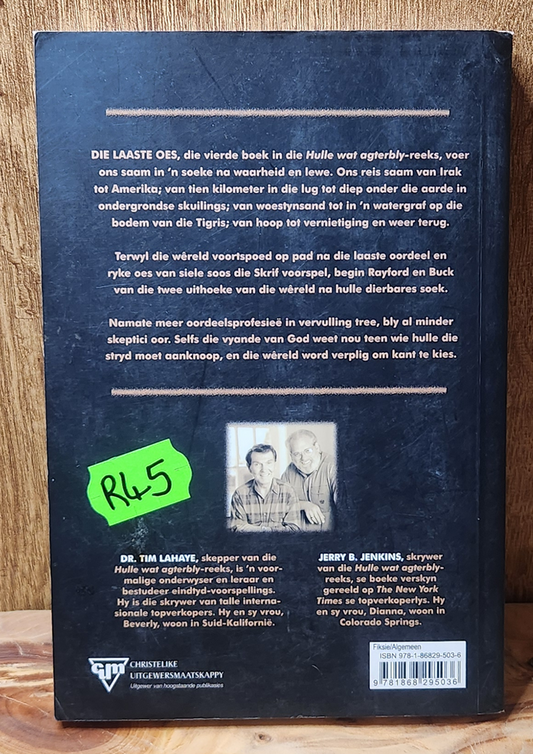 DIE LAASTE OES, die vierde boek in die Hulle wat agterbly-reeks, voer
ons saam in 'n soeke na waarheid en lewe. Ons reis saam van Irak
tot Amerika; van tien kilometer in die lug tot diep onder die aarde in
ondergrondse skuilings; van woestynsand tot in 'n watergraf op die
bodem van die Tigris; van hoop tot vernietiging en weer terug.
Terwyl die wêreld voortspoed op pad na die laaste oordeel en
ryke oes van siele soos die Skrif voorspel, begin Rayford en Buck
van die twee uithoeke van die wêreld na hulle dierbares soek.
Namate meer oordeelsprofesieë in vervulling tree, bly al minder
skeptici oor. Selfs die vyande van God weet nou teen wie hulle die
stryd moet aanknoop, en die wêreld word verplig om kant te kies.
R45
DR. TIM LAHAYE, skepper van die
Hulle wat agterbly-reeks, is 'n voor-
malige onderwyser en leraar en
bestudeer eindtyd-voorspellings.
Hy is die skrywer van talle interna-
sionale topverkopers. Hy en sy vrou,
Beverly, woon in Suid-Kalifornië.
JERRY B. JENKINS, skrywer
van die Hulle wat agterbly-
reeks, se boeke verskyn
gereeld op The New York
Times se topverkoperlys. Hy
en sy vrou, Dianna, woon in
Colorado Springs.
CUM
CHRISTELIKE
UITGEWERSMAATSKAPPY
Uitgewer van hoogstaande publikasies
Fiksie/Algemeen
ISBN 978-1-86829-503-6
9 781868 295036